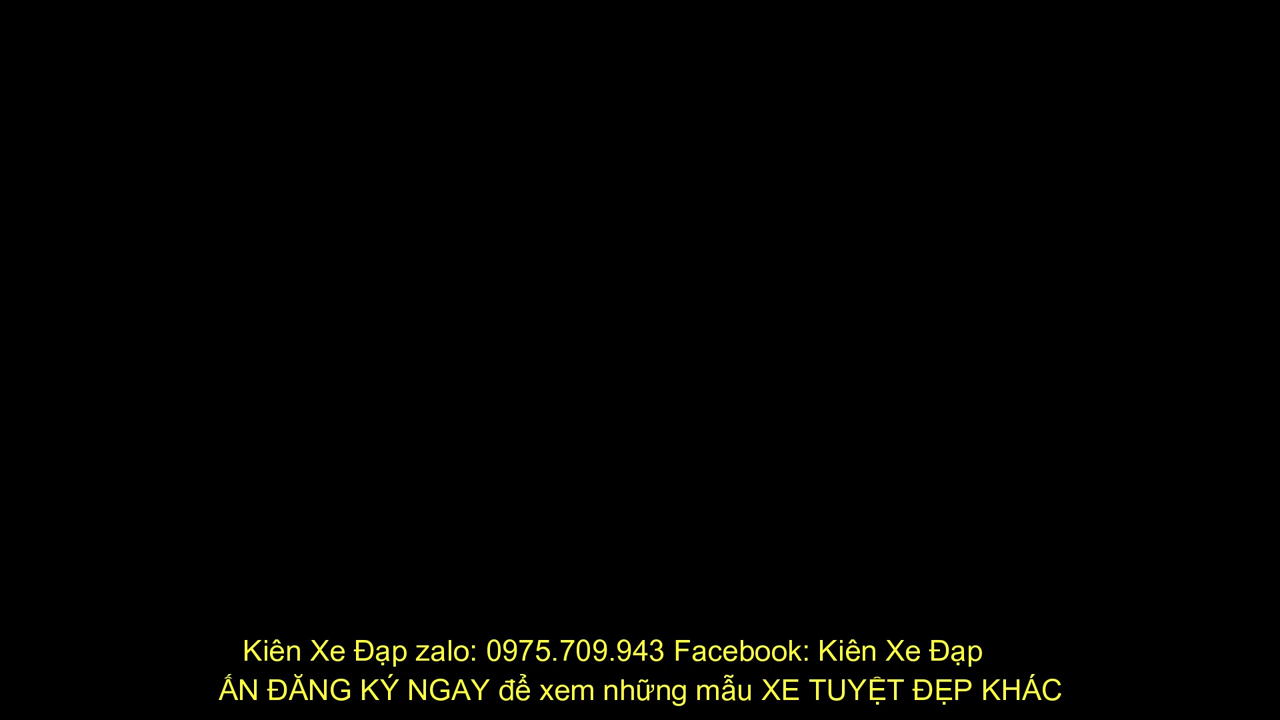 Kiên Xe Đạp zalo: 0975.709.943 Facebook: Kiên Xe Đạp
ẤN ĐĂNG KÝ NGAY để xem những mẫu XE TUYỆT ĐẸP KHÁC